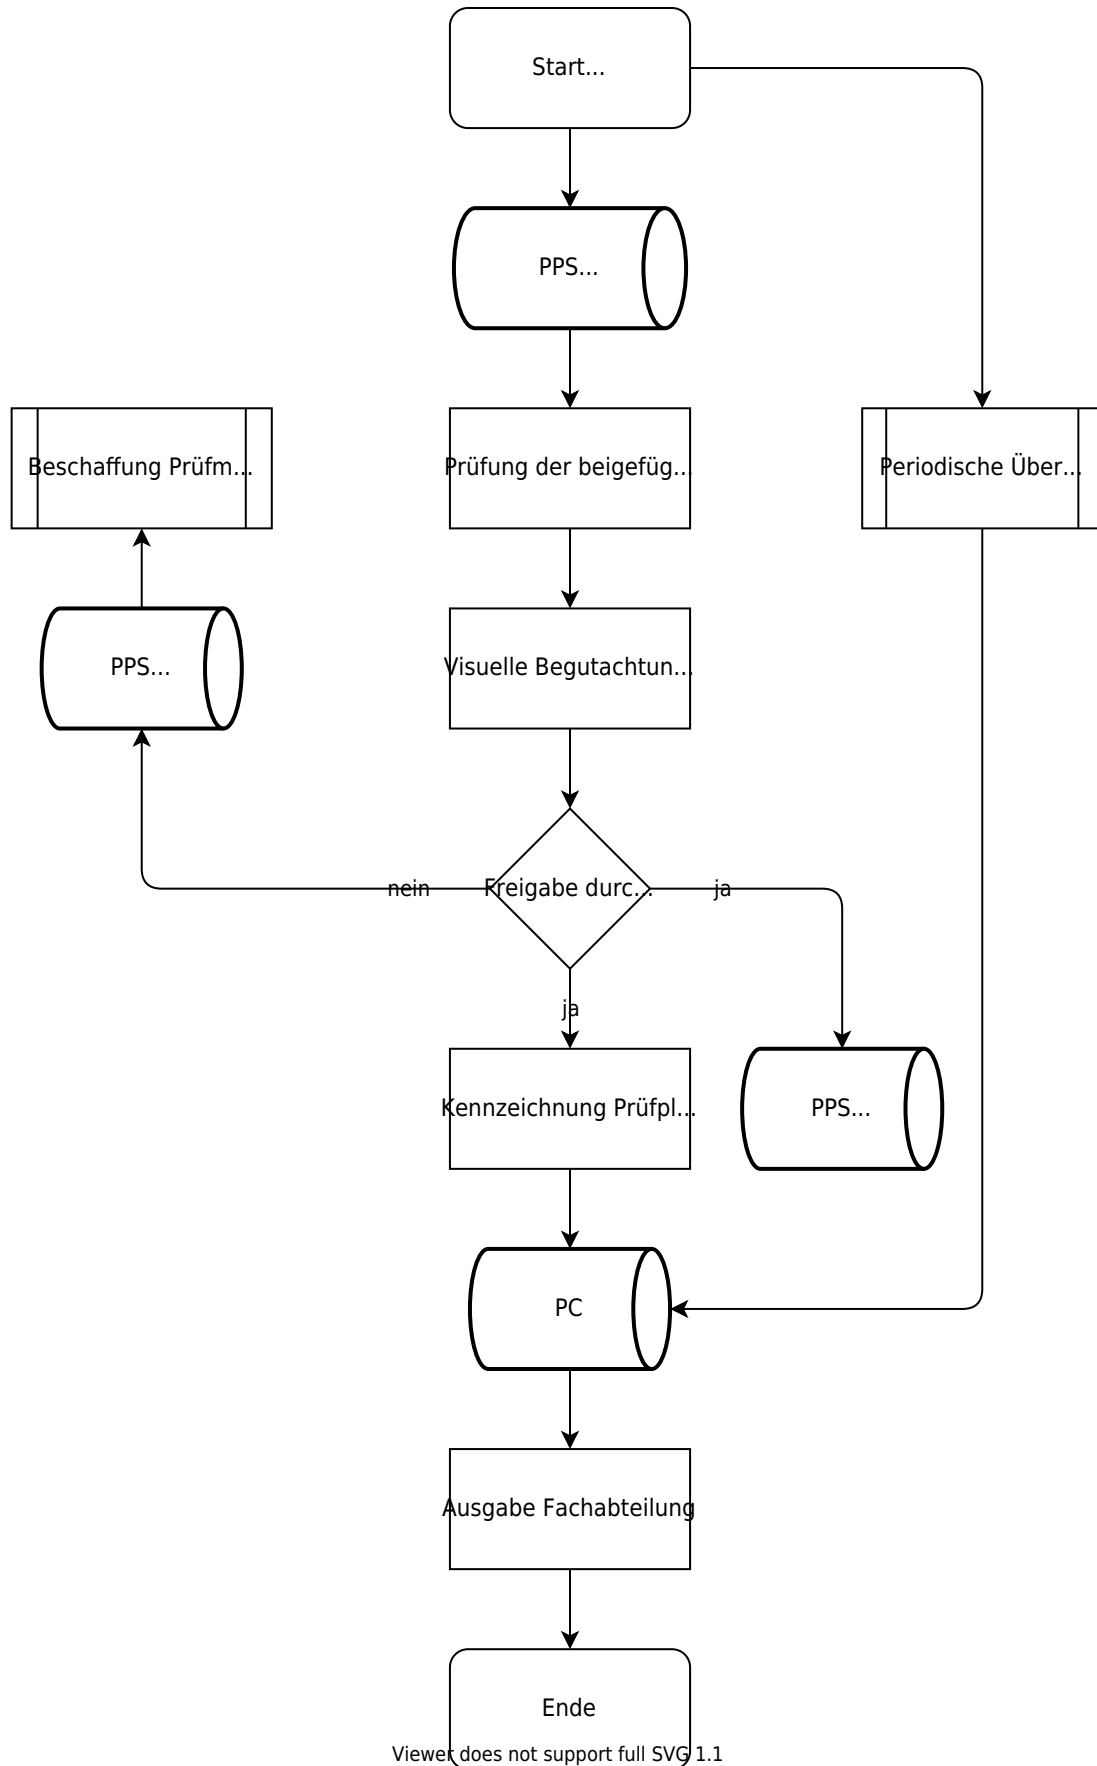 Start...
PPS...
Beschaffung Prüfm...
Prüfung der beigefüg...
Periodische Über...
PPS...
Visuelle Begutachtun...
nein
Freigabe durc...
ja
ja
Kennzeichnung Prüfpl...
PPS...
PC
Ausgabe Fachabteilung
Ende
Viewer does not support full SVG 1.1